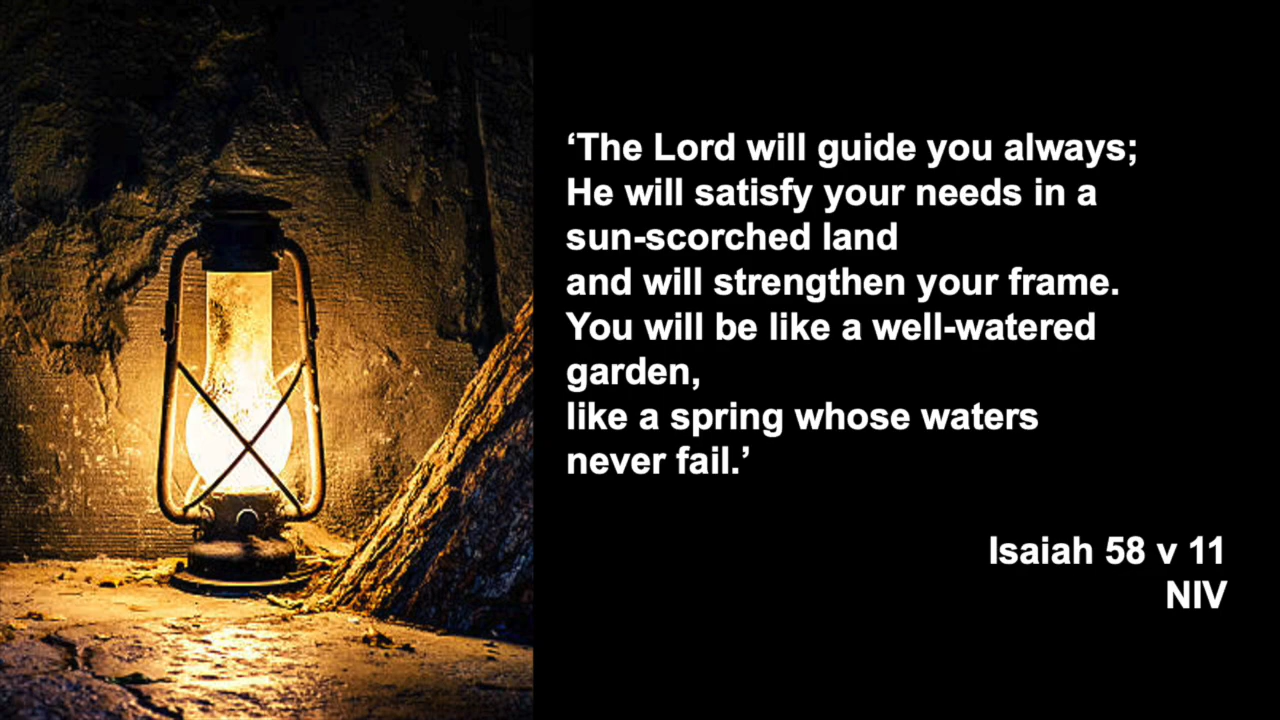 ‘The Lord will guide you always;
He will satisfy your needs in a
sun-scorched land
and will strengthen your frame.
You will be like a well-watered
garden,
like a spring whose waters
never fail.’
Isaiah 58 v 11
NIV